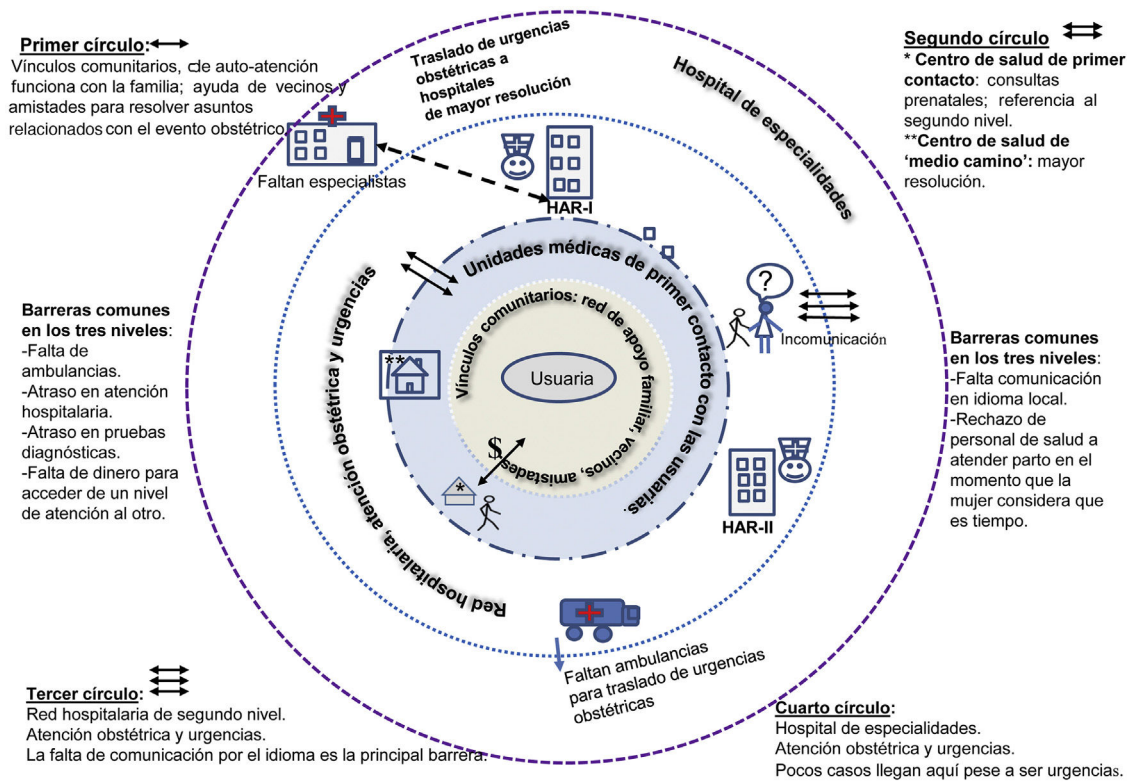 Primer círculo:
Vínculos comunitarios, de auto-atención
funciona con la familia; ayuda de vecinos y
amistades para resolver asuntos
relacionados con el evento obstétrico.
Faltan especialistas
Traslado de urgencias
obstétricas a
hospitales
de mayor resolución
Hospital de especialidades
Segundo círculo
* Centro de salud de primer
contacto: consultas
prenatales; referencia al
segundo nivel.
**Centro de salud de
'medio camino': mayor
resolución.
HAR-I
Unidades médicas de primer contacto con las usuarias.
Vínculos comunitarios: red de apoyo familiar, vecinos, amistades
Usuaria
Red hospitalaria, atención obstétrica y urgencias
**
$
*
?
Incomunicación
HAR-II
Barreras comunes
en los tres niveles:
-Falta de
ambulancias.
-Atraso en atención
hospitalaria.
-Atraso en pruebas
diagnósticas.
-Falta de dinero para
acceder de un nivel
de atención al otro.
Barreras comunes
en los tres niveles:
-Falta comunicación
en idioma local.
-Rechazo de
personal de salud a
atender parto en el
momento que la
mujer considera que
es tiempo.
Faltan ambulancias
para traslado de urgencias
obstétricas
Tercer círculo:
Red hospitalaria de segundo nivel.
Atención obstétrica y urgencias.
La falta de comunicación por el idioma es la principal barrera.
Cuarto círculo:
Hospital de especialidades.
Atención obstétrica y urgencias.
Pocos casos llegan aquí pese a ser urgencias.